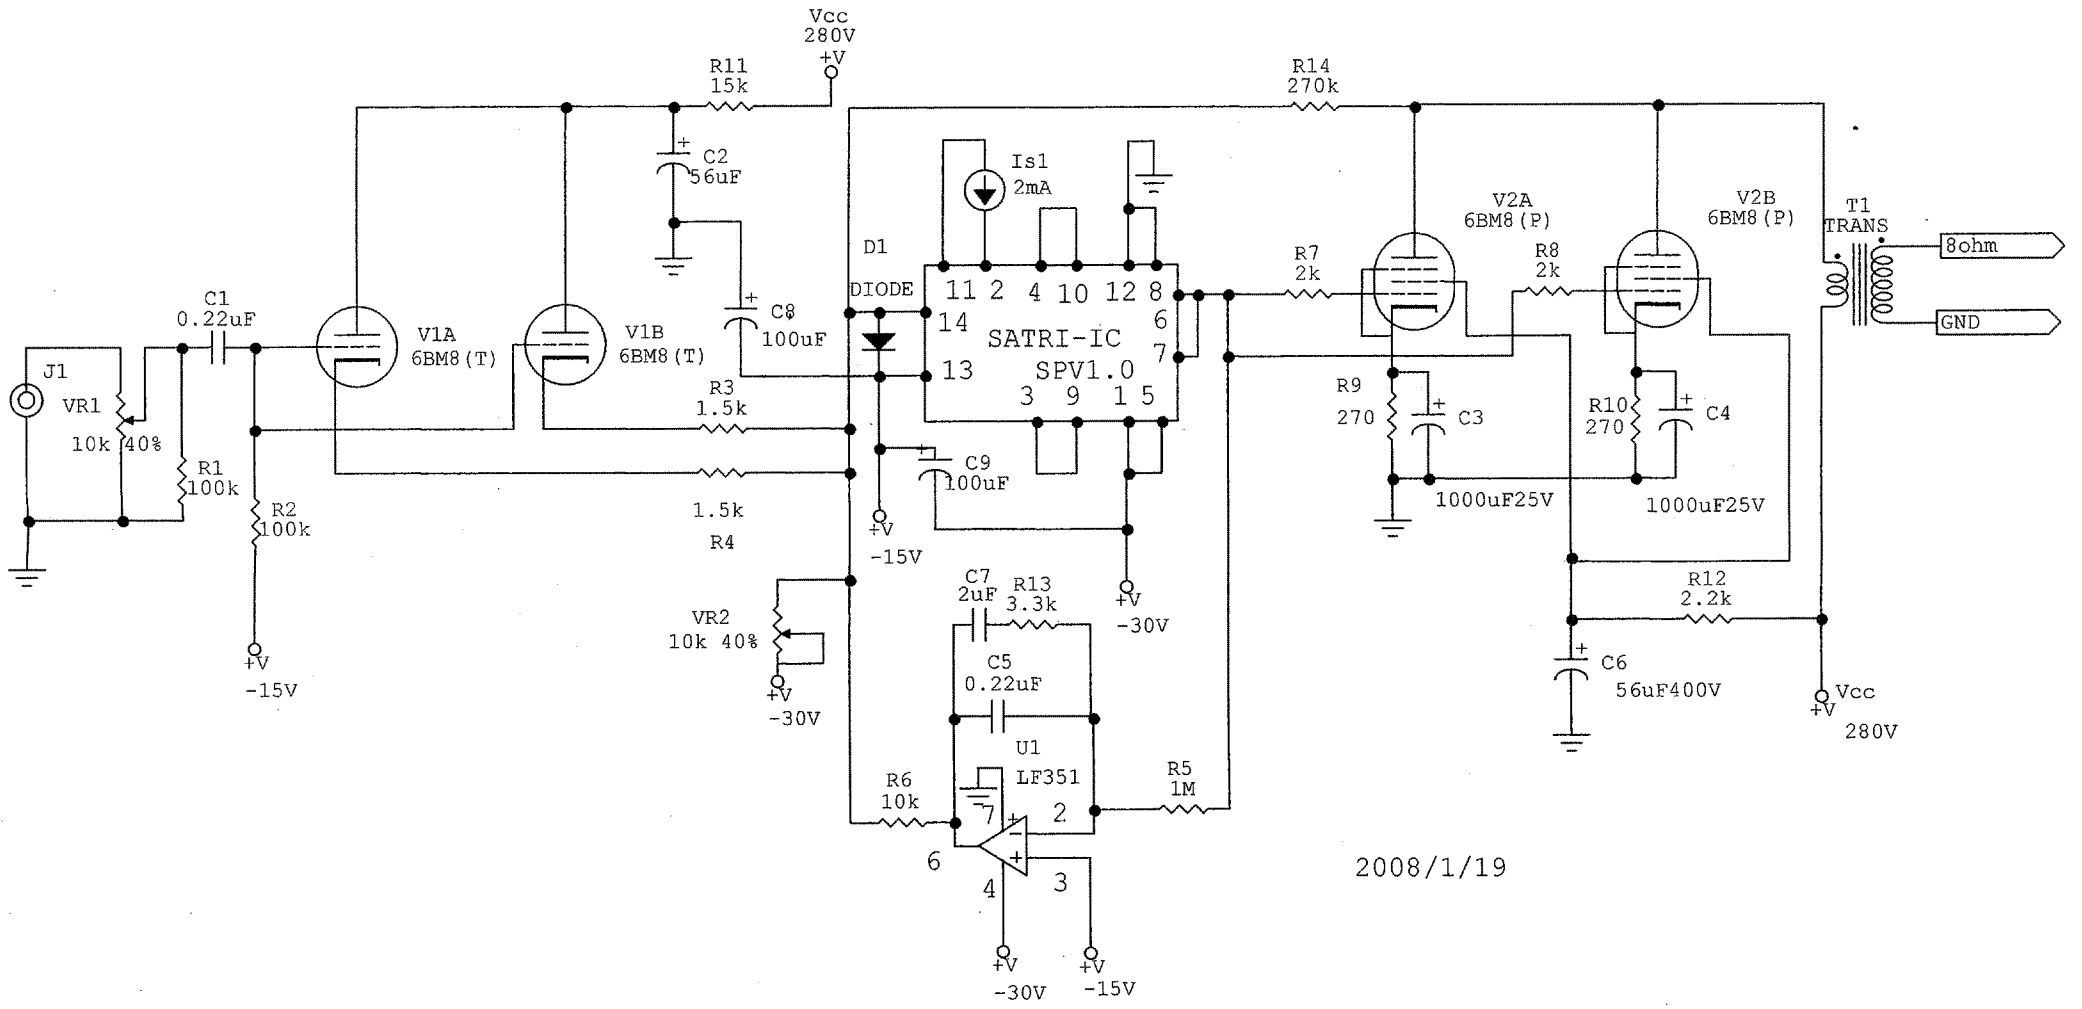 Vcc
280V
+V
R11
15k
R14
270k
C2
56uF
Is1
2mA
V2A
6BM8(P)
V2B
6BM8(P)
T1
TRANS
8ohm
GND
D1
DIODE
11 2 4 10 12 8
14
6
7
13
SATRI-IC
SPV1.0
3 9 1 5
R7
2k
R8
2k
C1
0.22uF
V1A
6BM8(T)
V1B
6BM8(T)
C8
100uF
J1
VR1
10k 40%
R1
100k
R2
100k
+V
-15V
R3
1.5k
1.5k
R4
C9
100uF
+V
-15V
+V
-30V
R9
270
C3
1000uF25V
R10
270
C4
1000uF25V
VR2
10k 40%
+V
-30V
C7
2uF
R13
3.3k
C5
0.22uF
U1
LF351
R6
10k
R5
1M
7
2
6
4
3
+V
-30V
+V
-15V
R12
2.2k
C6
56uF400V
Vcc
+V
280V
2008/1/19